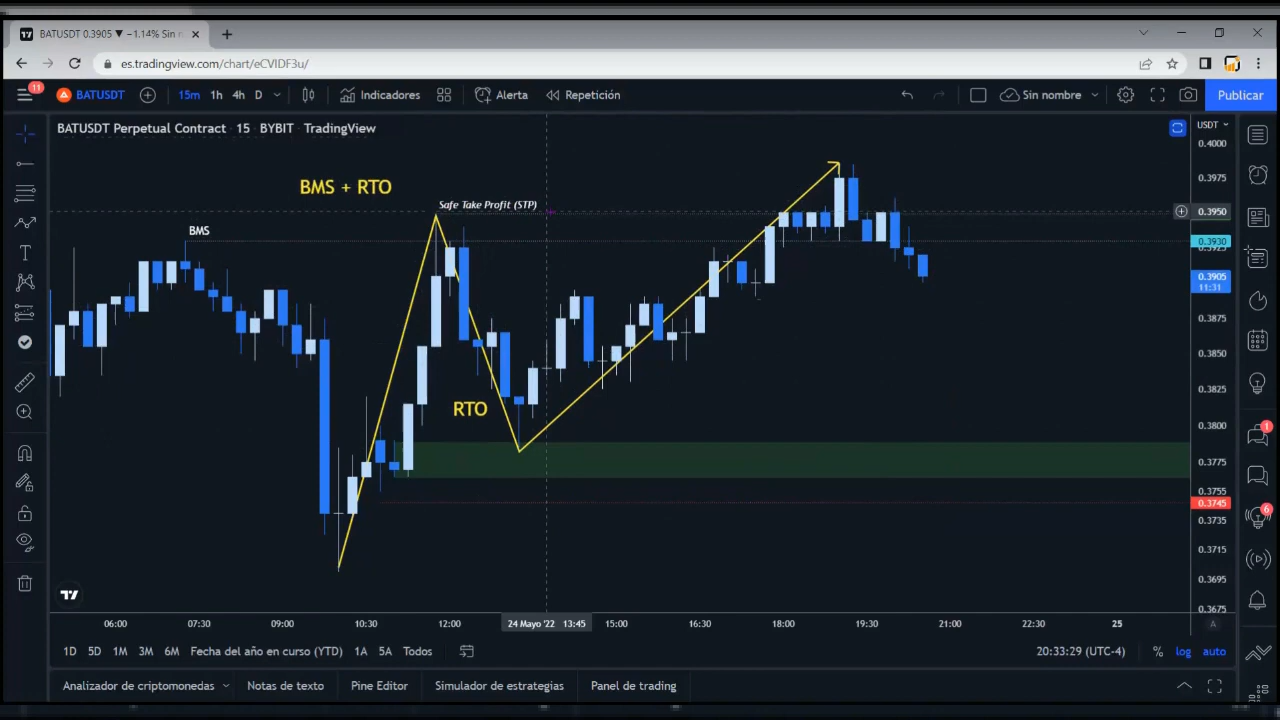 BATUSDT 0.3905 ▼ −1.14% Sin n
es.tradingview.com/chart/eCVIDF3u/
11
BATUSDT 15m 1h 4h D Indicadores Alerta Repetición Sin nombre Publicar
BATUSDT Perpetual Contract · 15 · BYBIT · TradingView
USDT
0.4000
BMS + RTO
0.3975
Safe Take Profit (STP)
0.3950
BMS
0.3930
0.3925
0.3905
11:31
0.3875
0.3850
0.3825
RTO
0.3800
1
0.3775
0.3755
0.3745
6
0.3735
0.3715
0.3695
0.3675
06:00 07:30 09:00 10:30 12:00 24 Mayo '22 13:45 15:00 16:30 18:00 19:30 21:00 22:30 25 A
1D 5D 1M 3M 6M Fecha del año en curso (YTD) 1A 5A Todos 20:33:29 (UTC-4) % log auto
Analizador de criptomonedas Notas de texto Pine Editor Simulador de estrategias Panel de trading